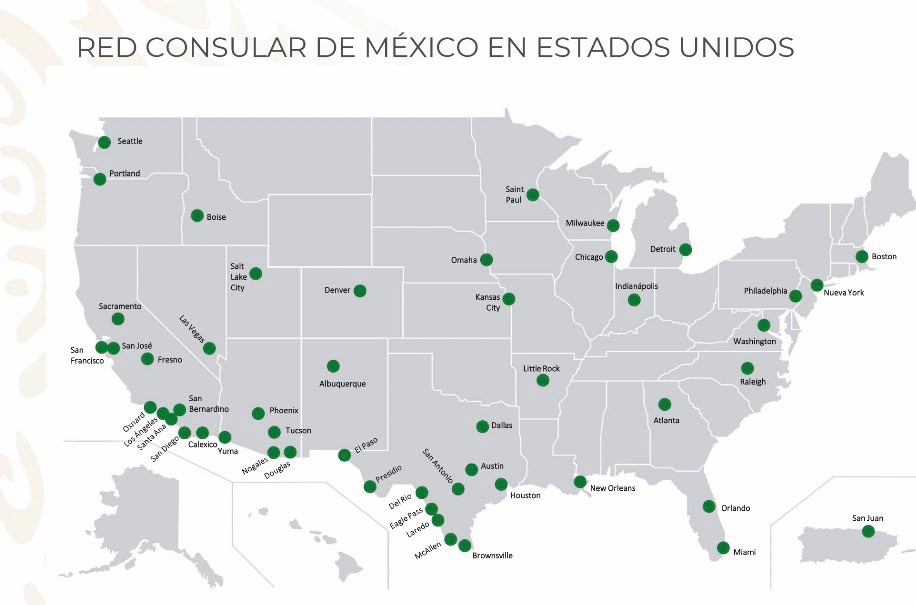 RED CONSULAR DE MÉXICO EN ESTADOS UNIDOS
Seattle
Portland
Boise
Saint
Paul
Milwaukee
Detroit
Boston
Omaha
Chicago
Salt
Lake
City
Denver
Kansas
City
Indianápolis
Philadelphia
Nueva York
Sacramento
Las Vegas
Washington
San
Francisco
San José
Fresno
Little Rock
Raleigh
Albuquerque
San
Bernardino
Oxnard
Los Angeles
Santa Ana
San Diego
Calexico
Yuma
Phoenix
Tucson
Nogales
Douglas
El Paso
Presidio
Dallas
Atlanta
San Antonio
Austin
Houston
New Orleans
Del Rio
Eagle Pass
Laredo
McAllen
Brownsville
Orlando
Miami
San Juan